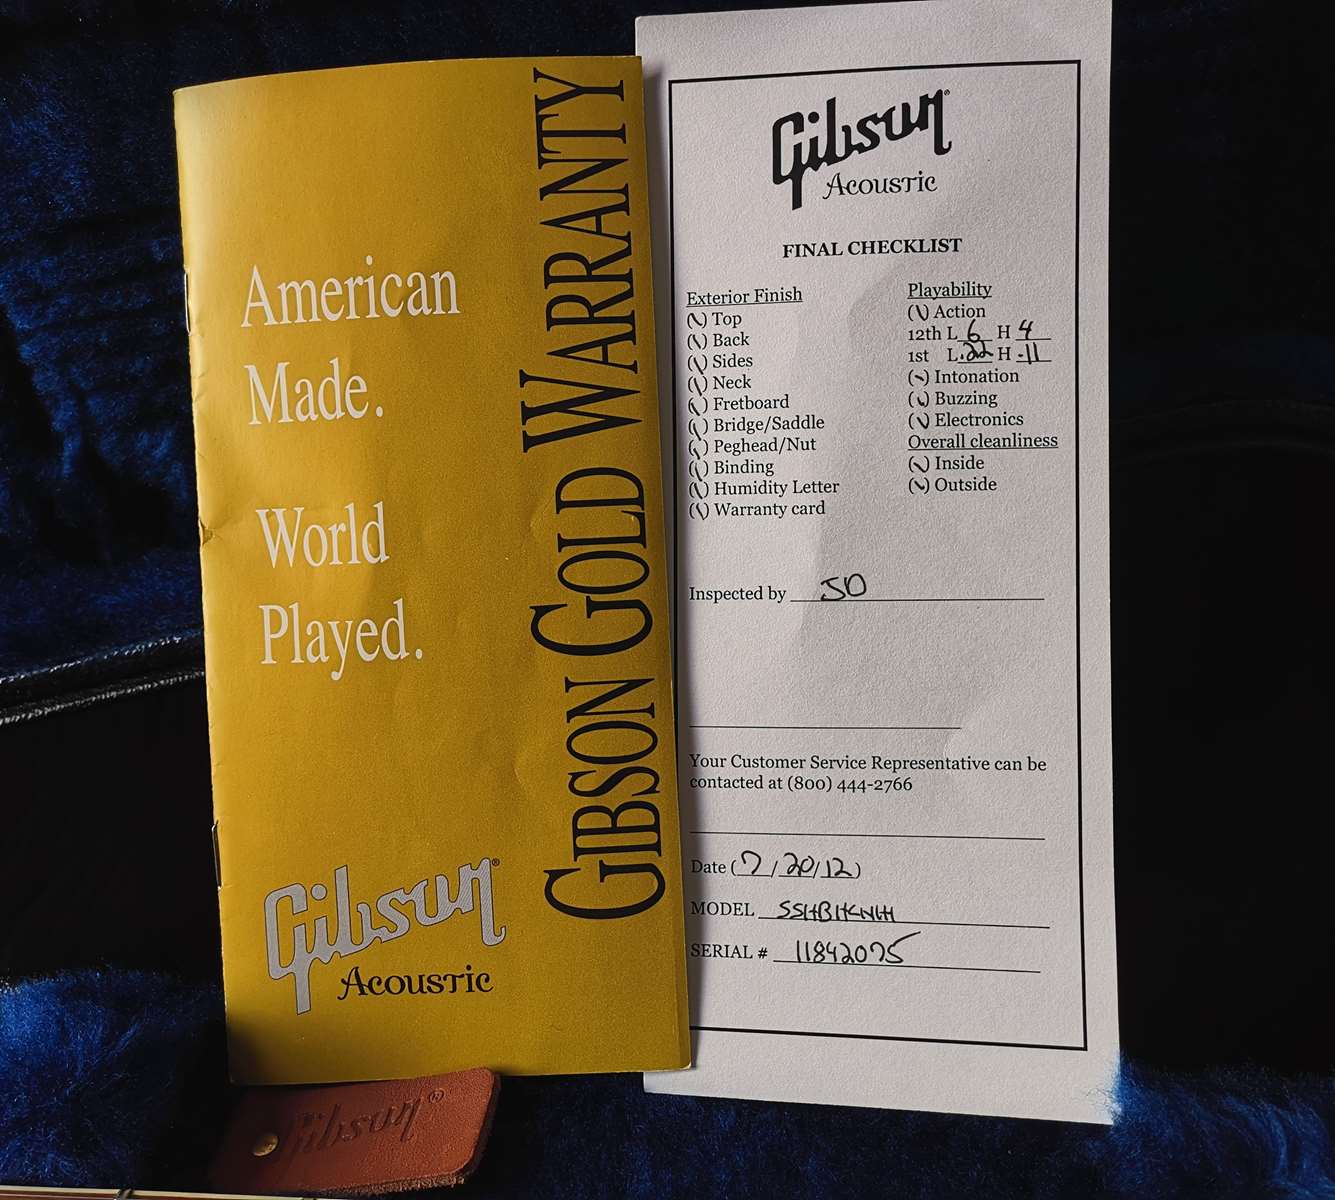 American
Made.
World
Played.
Gibson®
Acoustic
GIBSON GOLD WARRANTY
Gibson®
Gibson®
Acoustic
FINAL CHECKLIST
Exterior Finish
( ) Top
( ) Back
( ) Sides
( ) Neck
( ) Fretboard
( ) Bridge/Saddle
( ) Peghead/Nut
( ) Binding
( ) Humidity Letter
( ) Warranty card
Playability
( ) Action
12th L 6 H 4
1st L .22 H -11
( ) Intonation
( ) Buzzing
( ) Electronics
Overall cleanliness
( ) Inside
( ) Outside
Inspected by JD
Your Customer Service Representative can be
contacted at (800) 444-2766
Date (7/20/12)
MODEL
SERIAL # 11842075